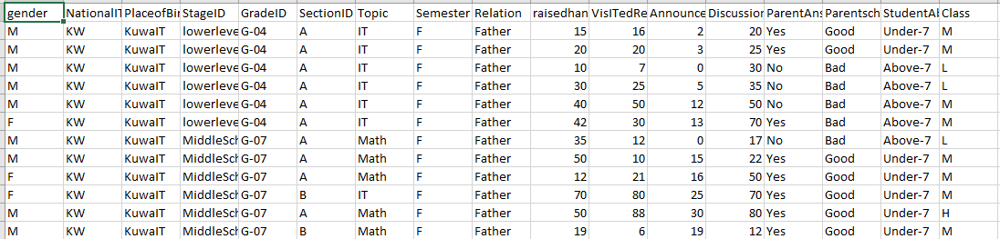 gender NationalIT PlaceofBir StageID GradeID SectionID Topic Semester Relation raisedhan VisITedRe Announce Discussion ParentAns Parentsch StudentAb Class
M KW KuwaIT lowerleve G-04 A IT F Father 15 16 2 20 Yes Good Under-7 M
M KW KuwaIT lowerleve G-04 A IT F Father 20 20 3 25 Yes Good Under-7 M
M KW KuwaIT lowerleve G-04 A IT F Father 10 7 0 30 No Bad Above-7 L
M KW KuwaIT lowerleve G-04 A IT F Father 30 25 5 35 No Bad Above-7 L
M KW KuwaIT lowerleve G-04 A IT F Father 40 50 12 50 No Bad Above-7 M
F KW KuwaIT lowerleve G-04 A IT F Father 42 30 13 70 Yes Bad Above-7 M
M KW KuwaIT MiddleSch G-07 A Math F Father 35 12 0 17 No Bad Above-7 L
M KW KuwaIT MiddleSch G-07 A Math F Father 50 10 15 22 Yes Good Under-7 M
F KW KuwaIT MiddleSch G-07 A Math F Father 12 21 16 50 Yes Good Under-7 M
F KW KuwaIT MiddleSch G-07 B IT F Father 70 80 25 70 Yes Good Under-7 M
M KW KuwaIT MiddleSch G-07 A Math F Father 50 88 30 80 Yes Good Under-7 H
M KW KuwaIT MiddleSch G-07 B Math F Father 19 6 19 12 Yes Good Under-7 M